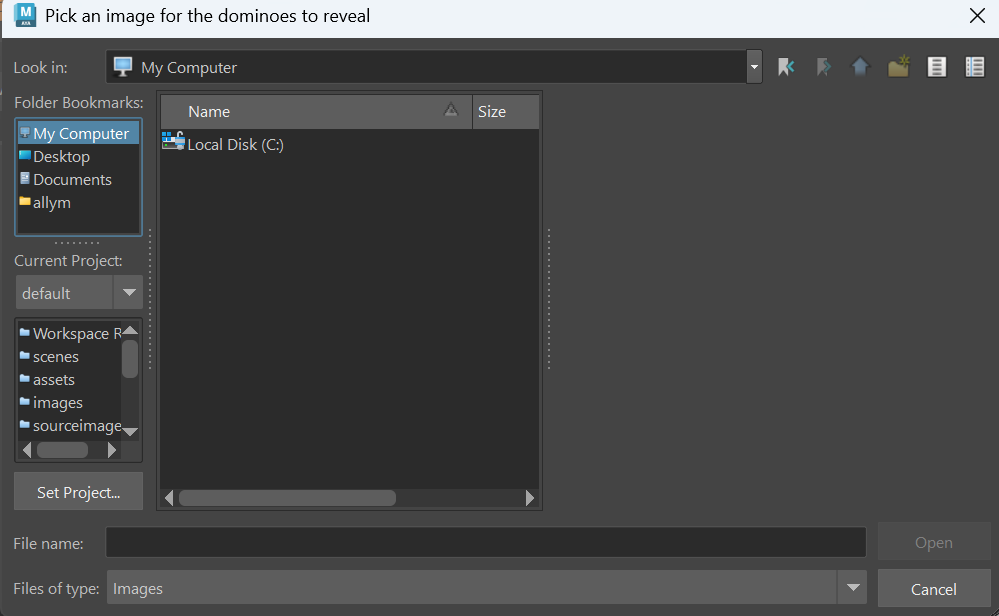 Pick an image for the dominoes to reveal
Look in:
My Computer
Folder Bookmarks:
My Computer
Desktop
Documents
allym
Name
Size
Local Disk (C:)
Current Project:
default
Workspace R
scenes
assets
images
sourceimage
Set Project...
File name:
Open
Files of type:
Images
Cancel